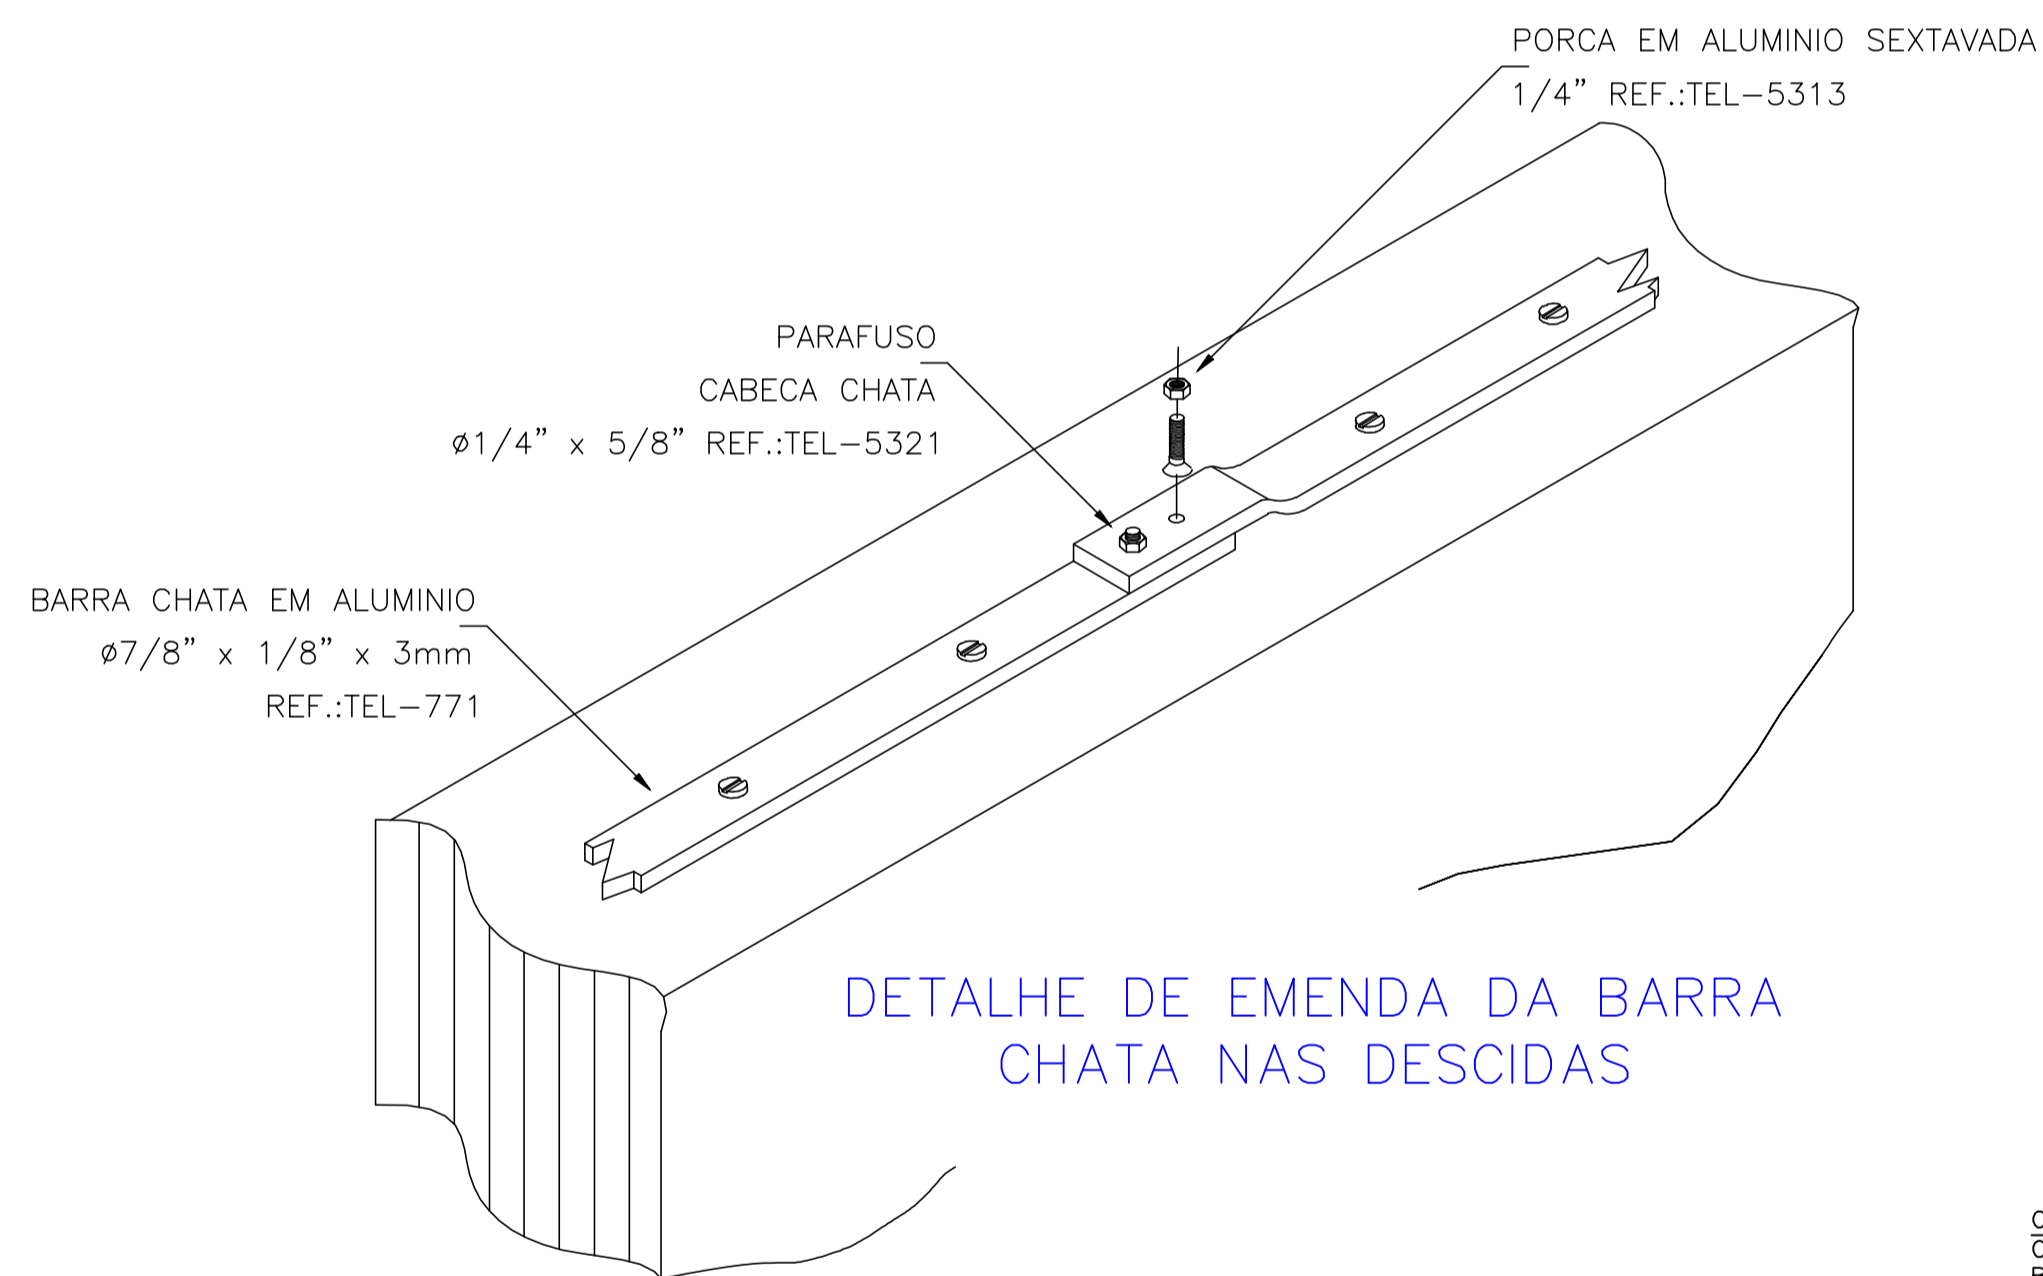 PORCA EM ALUMINIO SEXTAVADA
1/4" REF.:TEL-5313
PARAFUSO
CABECA CHATA
ø1/4" x 5/8" REF.:TEL-5321
BARRA CHATA EM ALUMINIO
ø7/8" x 1/8" x 3mm
REF.:TEL-771
DETALHE DE EMENDA DA BARRA
CHATA NAS DESCIDAS